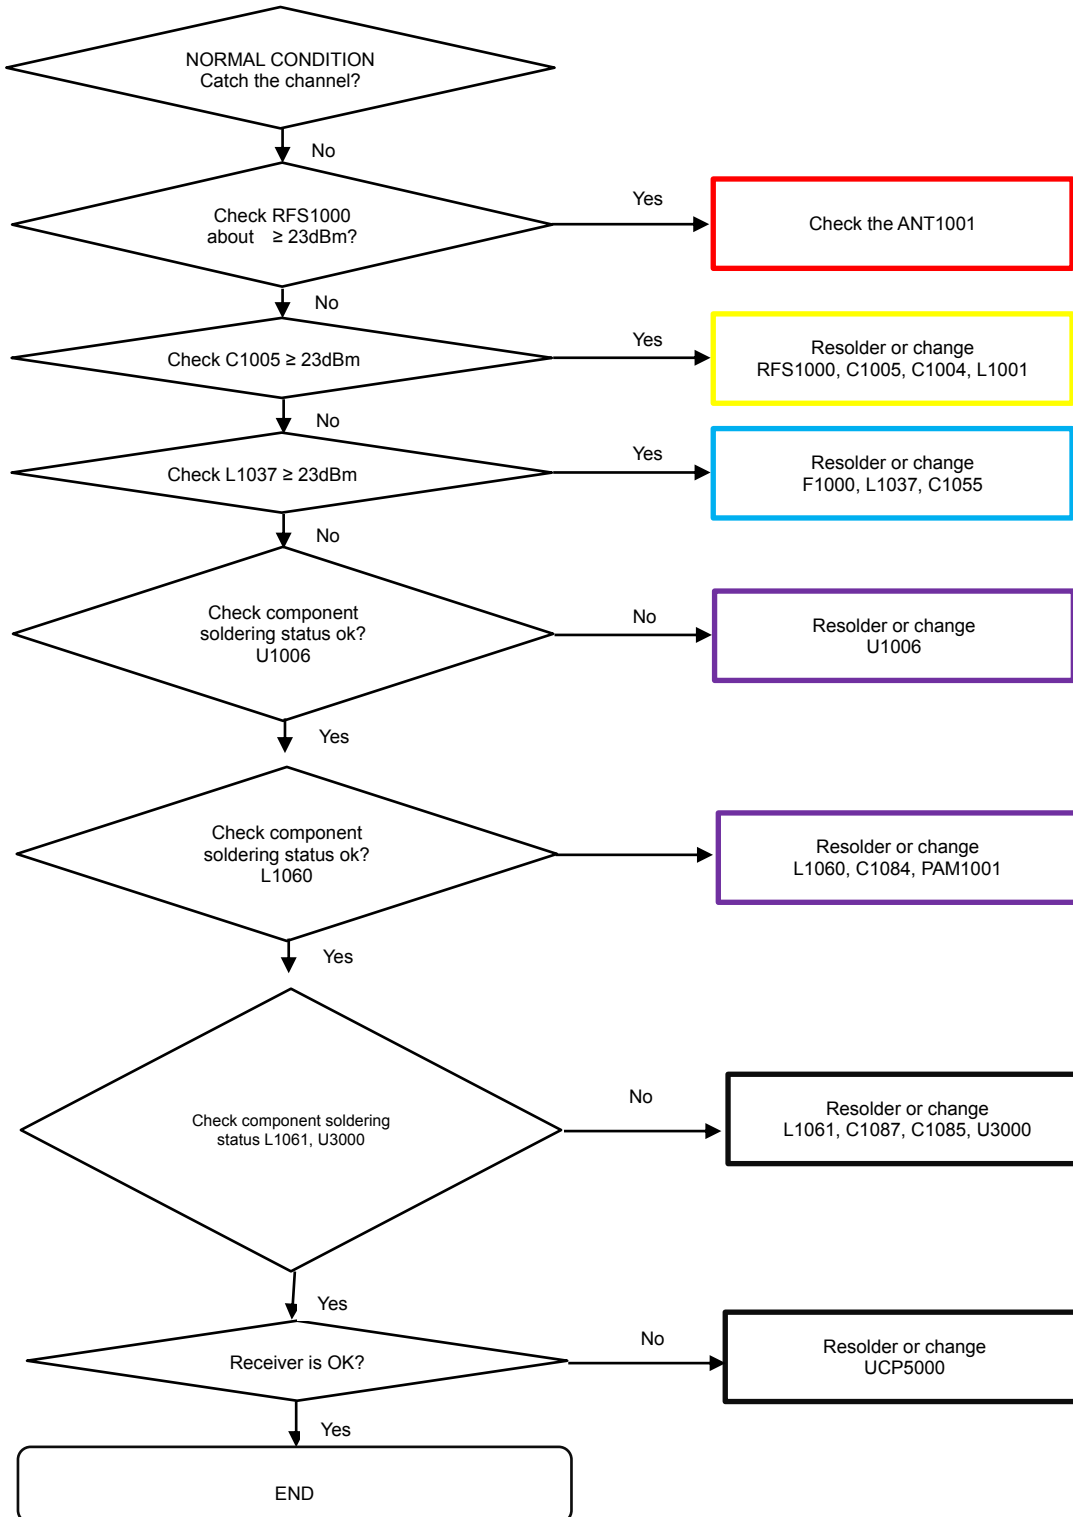 NORMAL CONDITION
Catch the channel?
No
Check RFS1000
about ≥ 23dBm?
Yes
Check the ANT1001
No
Check C1005 ≥ 23dBm
Yes
Resolder or change
RFS1000, C1005, C1004, L1001
No
Check L1037 ≥ 23dBm
Yes
Resolder or change
F1000, L1037, C1055
No
Check component
soldering status ok?
U1006
No
Resolder or change
U1006
Yes
Check component
soldering status ok?
L1060
Resolder or change
L1060, C1084, PAM1001
Yes
Check component soldering
status L1061, U3000
No
Resolder or change
L1061, C1087, C1085, U3000
Yes
Receiver is OK?
No
Resolder or change
UCP5000
Yes
END